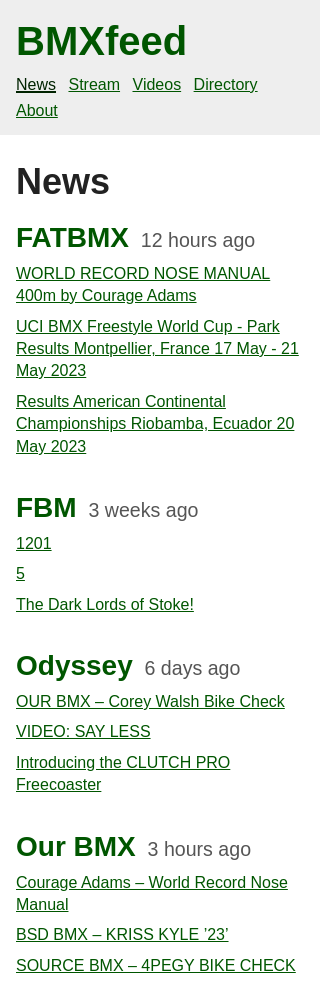 BMXfeed
News Stream Videos Directory
About
News
FATBMX 12 hours ago
WORLD RECORD NOSE MANUAL
400m by Courage Adams
UCI BMX Freestyle World Cup - Park
Results Montpellier, France 17 May - 21
May 2023
Results American Continental
Championships Riobamba, Ecuador 20
May 2023
FBM 3 weeks ago
1201
5
The Dark Lords of Stoke!
Odyssey 6 days ago
OUR BMX – Corey Walsh Bike Check
VIDEO: SAY LESS
Introducing the CLUTCH PRO
Freecoaster
Our BMX 3 hours ago
Courage Adams – World Record Nose
Manual
BSD BMX – KRISS KYLE ’23’
SOURCE BMX – 4PEGY BIKE CHECK